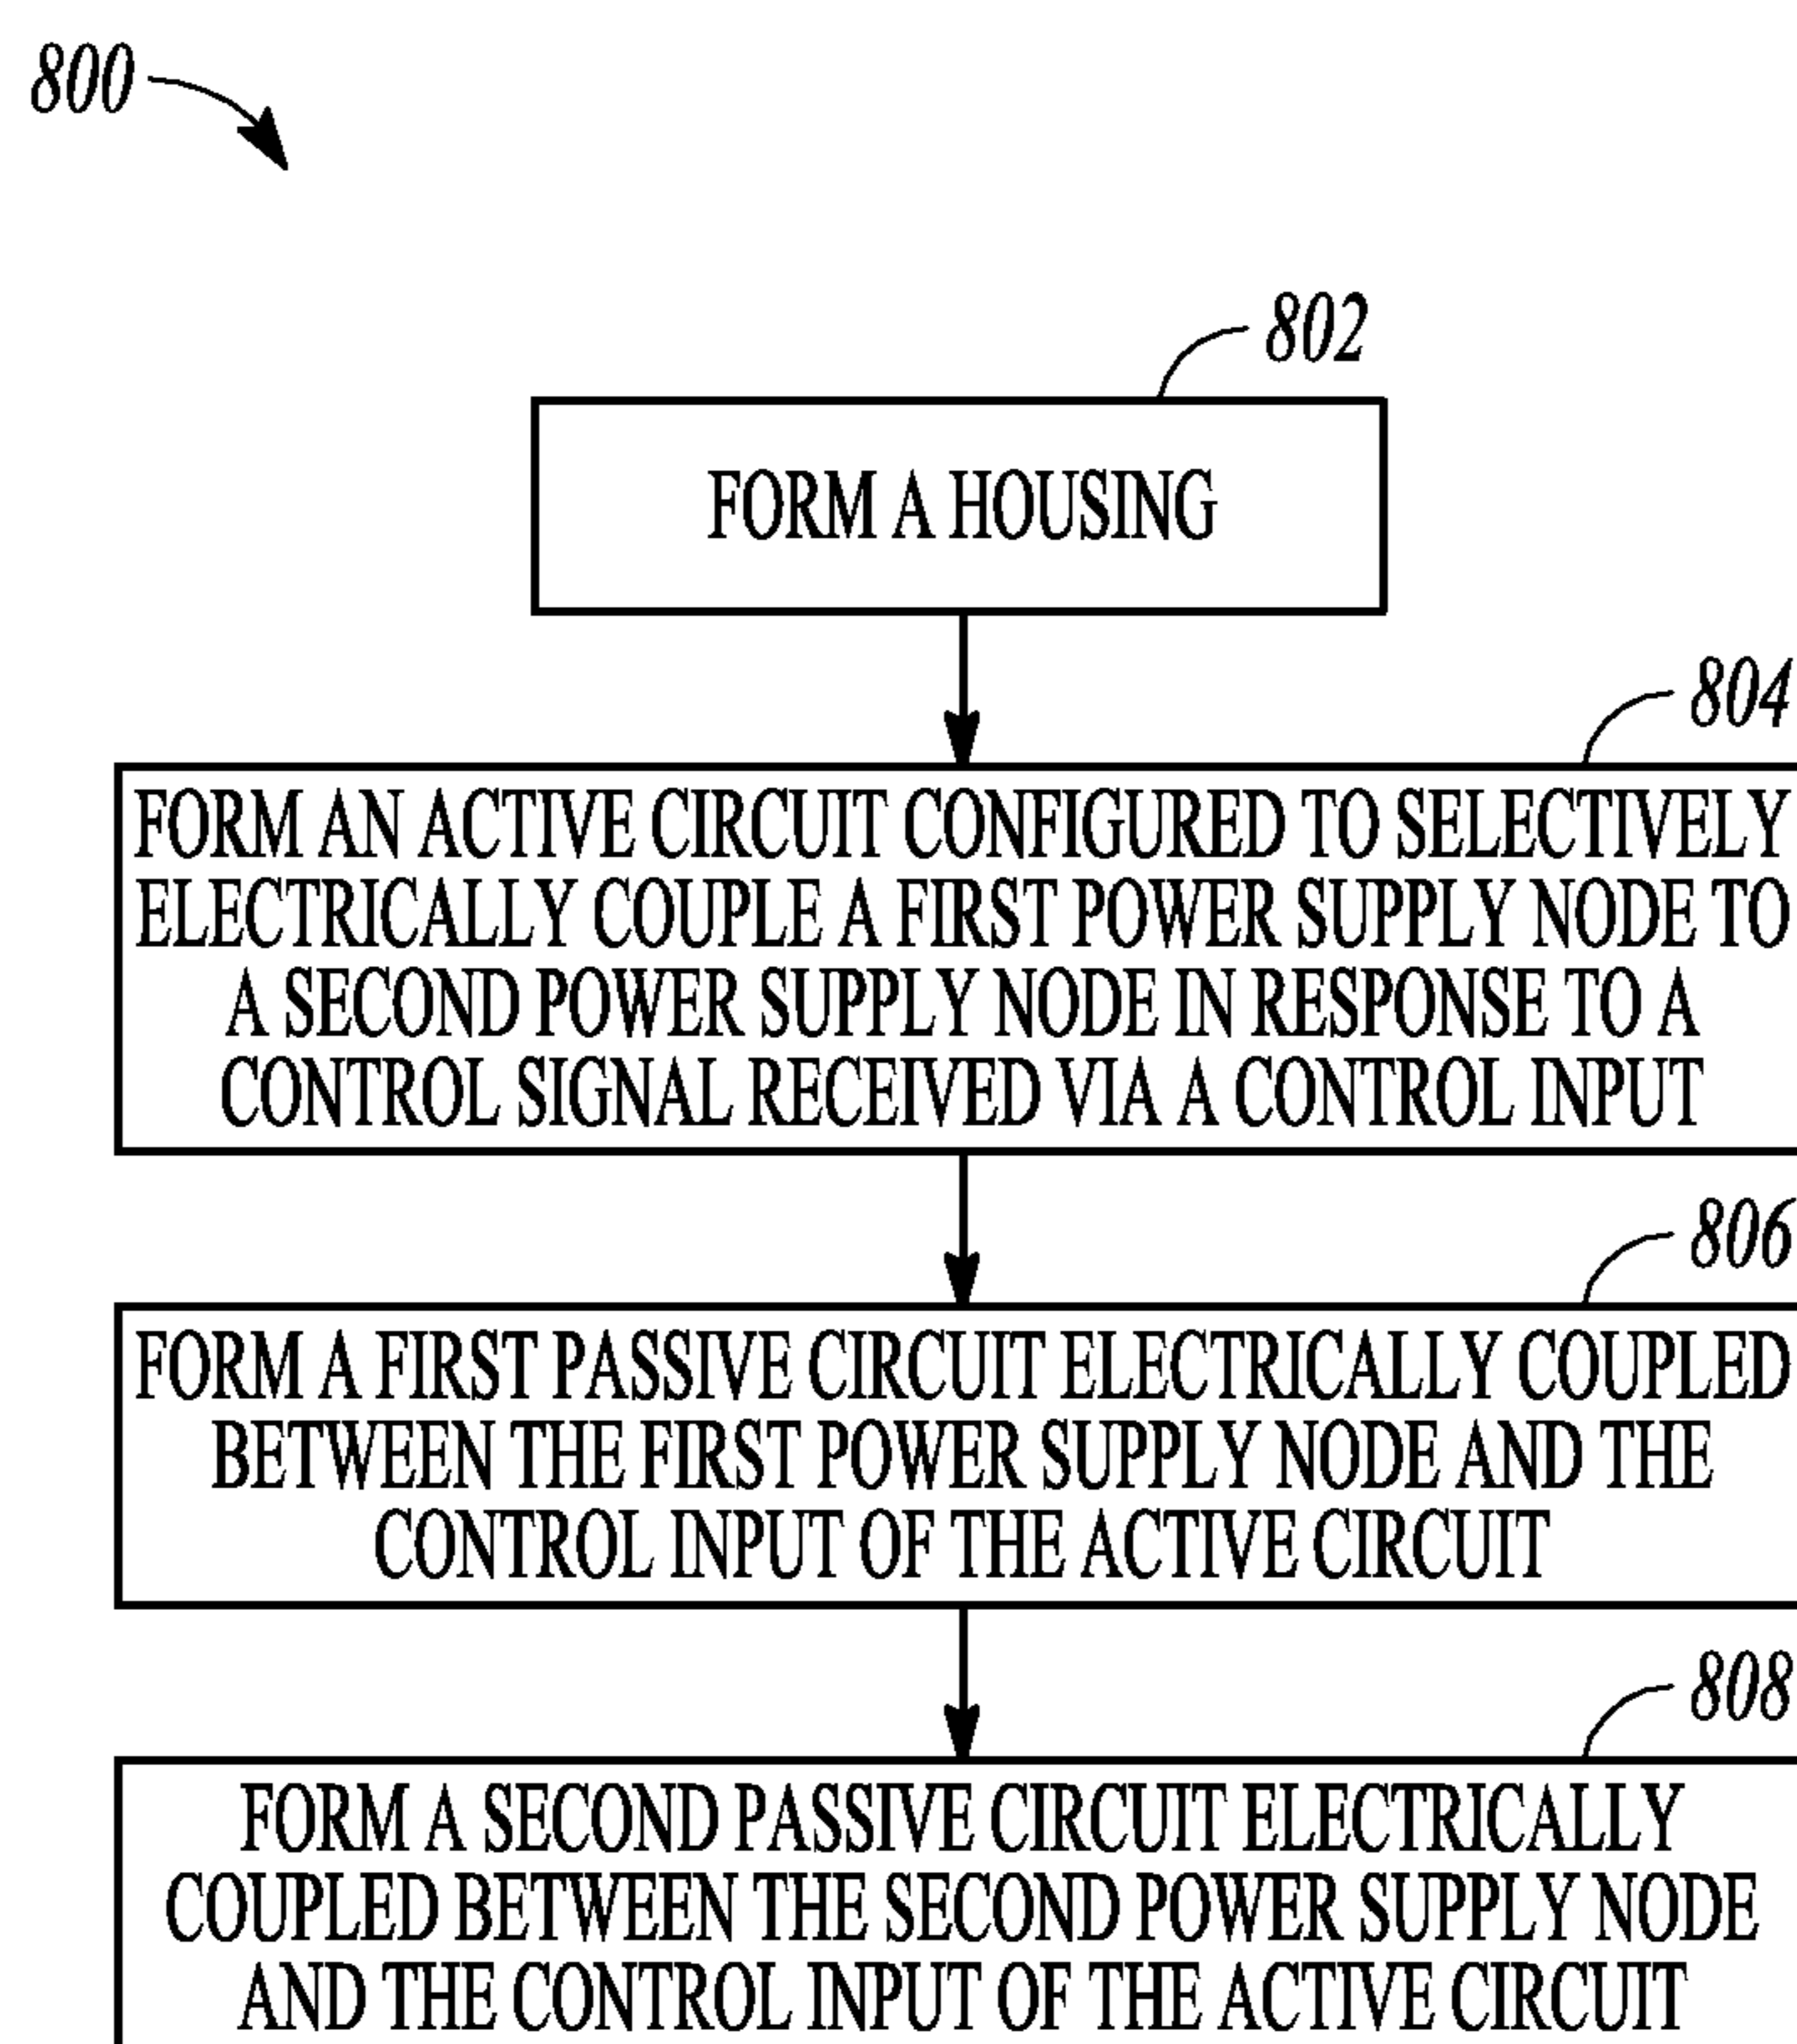 800
802
FORM A HOUSING
804
FORM AN ACTIVE CIRCUIT CONFIGURED TO SELECTIVELY
ELECTRICALLY COUPLE A FIRST POWER SUPPLY NODE TO
A SECOND POWER SUPPLY NODE IN RESPONSE TO A
CONTROL SIGNAL RECEIVED VIA A CONTROL INPUT
806
FORM A FIRST PASSIVE CIRCUIT ELECTRICALLY COUPLED
BETWEEN THE FIRST POWER SUPPLY NODE AND THE
CONTROL INPUT OF THE ACTIVE CIRCUIT
808
FORM A SECOND PASSIVE CIRCUIT ELECTRICALLY
COUPLED BETWEEN THE SECOND POWER SUPPLY NODE
AND THE CONTROL INPUT OF THE ACTIVE CIRCUIT